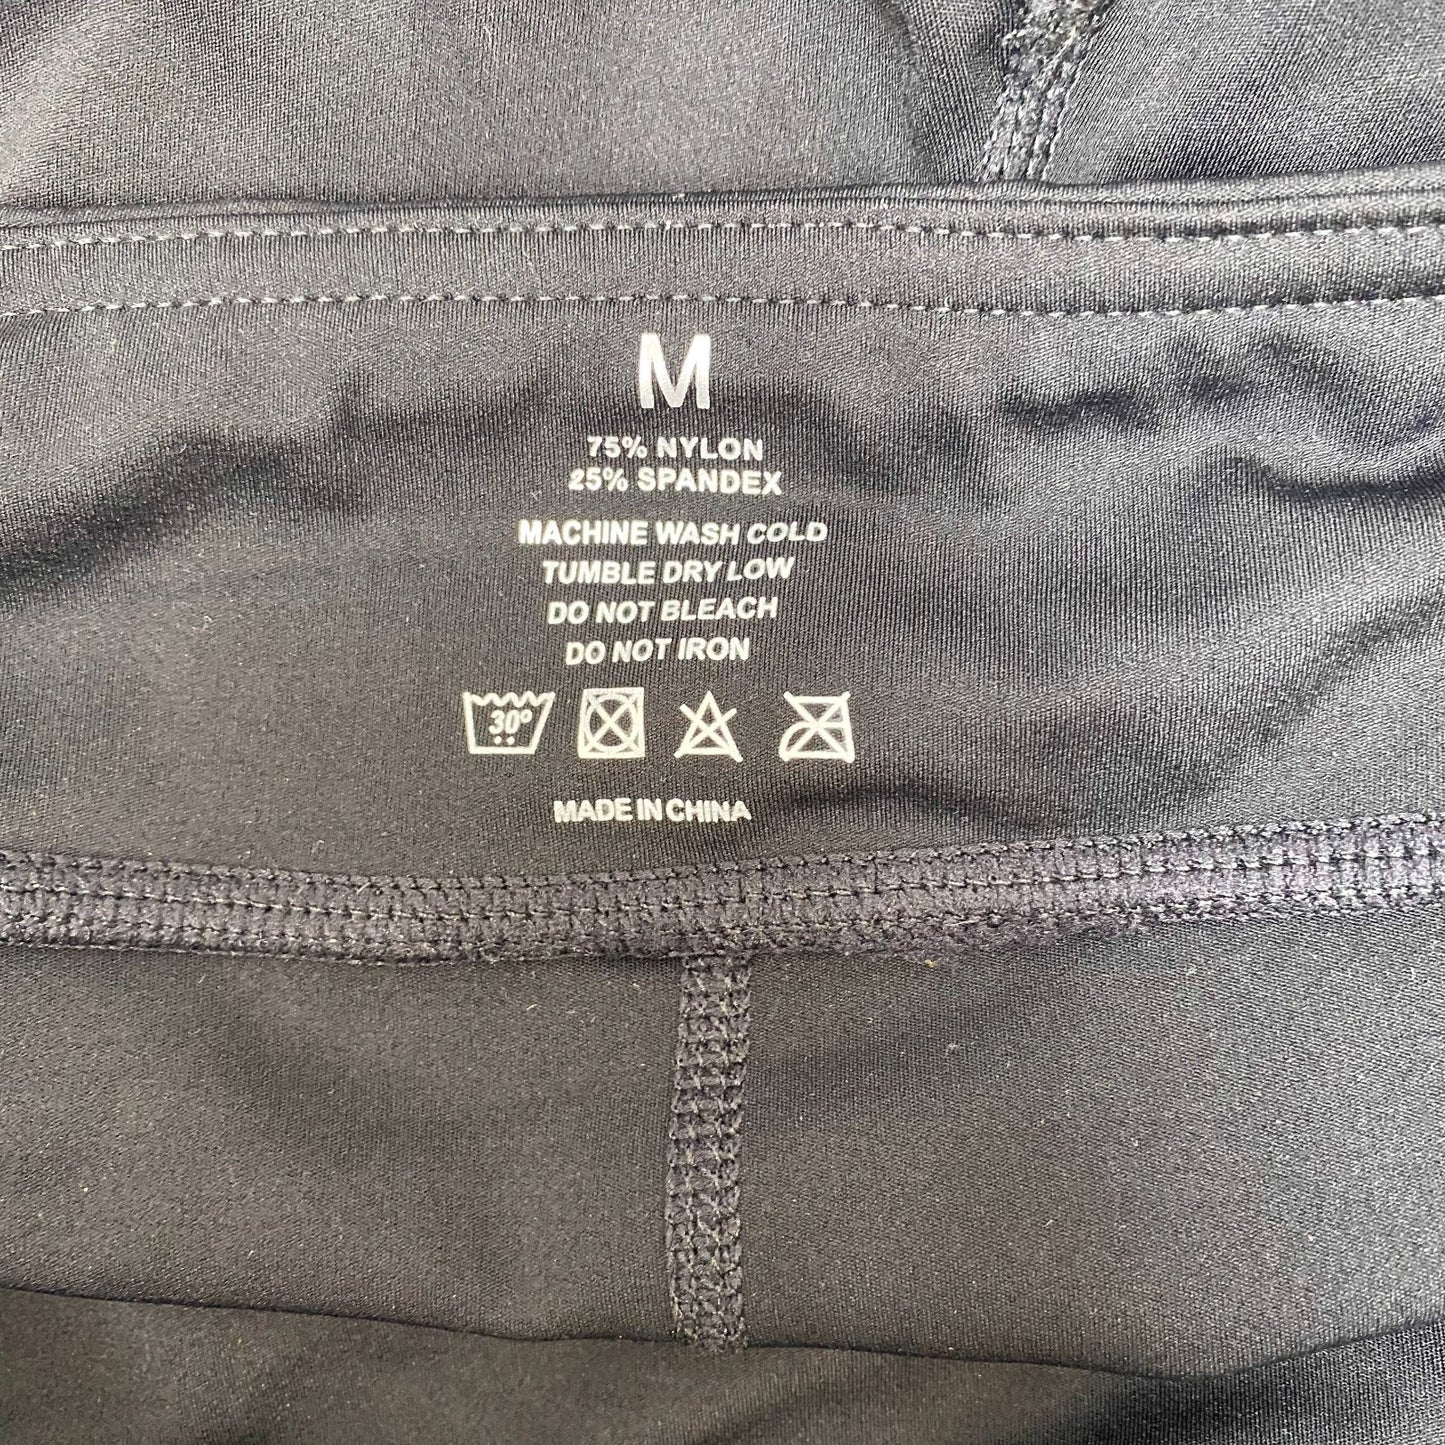 M
75% NYLON
25% SPANDEX
MACHINE WASH COLD
TUMBLE DRY LOW
DO NOT BLEACH
DO NOT IRON
30°
MADE IN CHINA